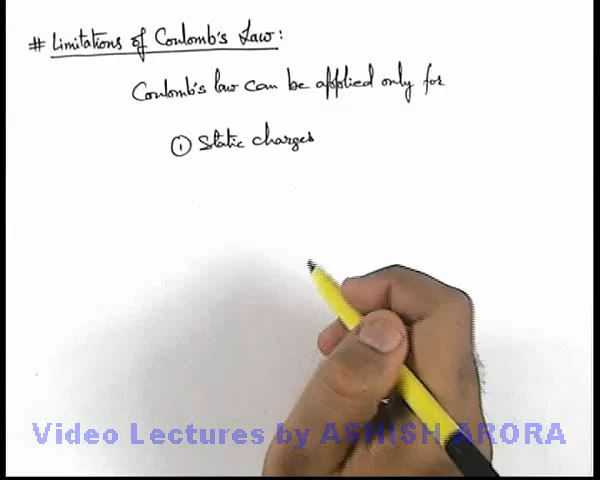 # Limitations of Coulomb's Law:
Coulomb's law can be applied only for
① Static charges
Video Lectures by ASHISH ARORA